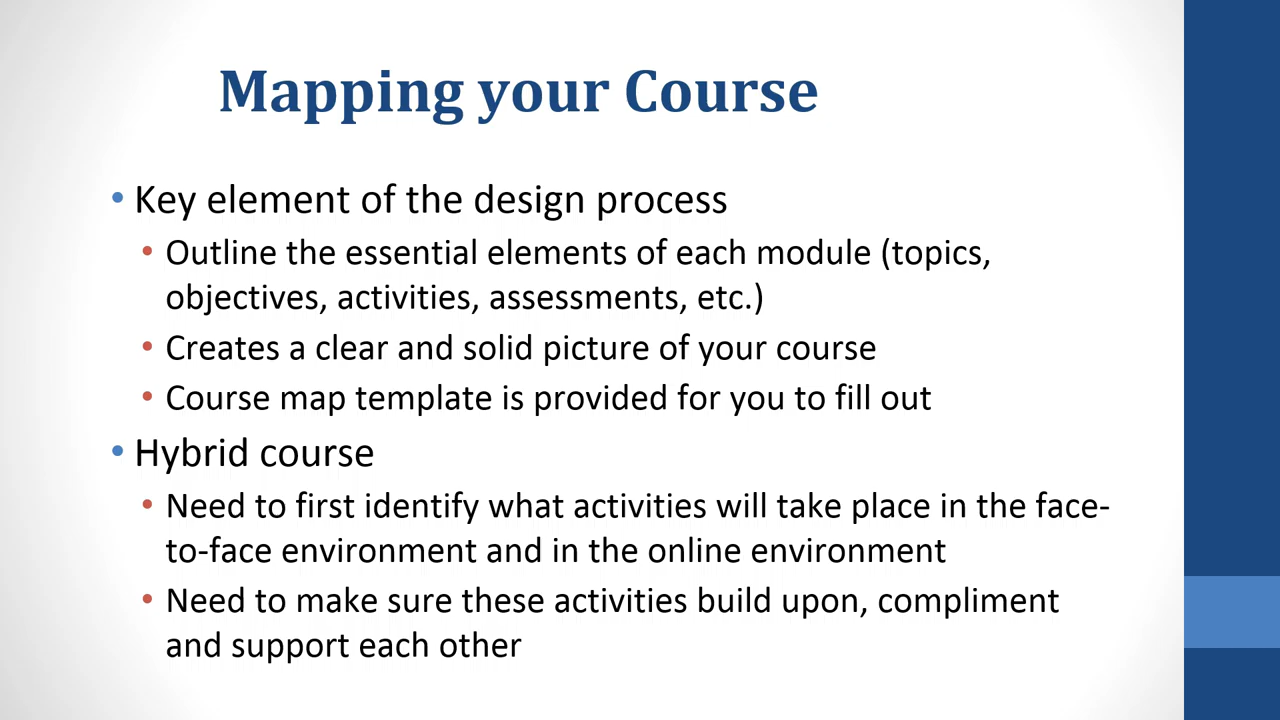 Mapping your Course
• Key element of the design process
• Outline the essential elements of each module (topics,
objectives, activities, assessments, etc.)
• Creates a clear and solid picture of your course
• Course map template is provided for you to fill out
• Hybrid course
• Need to first identify what activities will take place in the face-
to-face environment and in the online environment
• Need to make sure these activities build upon, compliment
and support each other